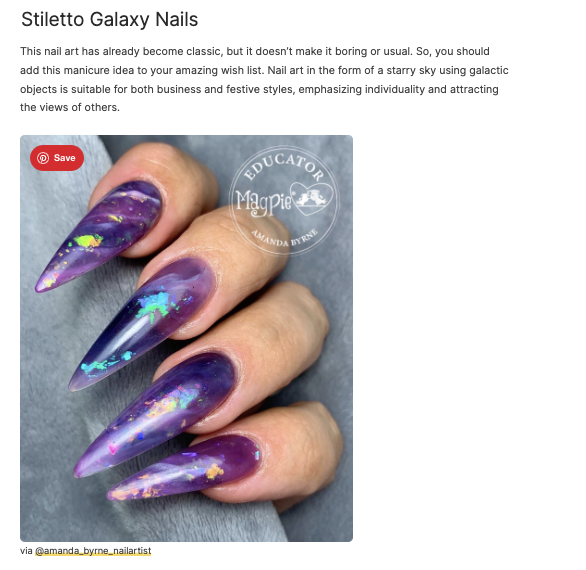 Stiletto Galaxy Nails
This nail art has already become classic, but it doesn't make it boring or usual. So, you should
add this manicure idea to your amazing wish list. Nail art in the form of a starry sky using galactic
objects is suitable for both business and festive styles, emphasizing individuality and attracting
the views of others.
Save
EDUCATOR
Magpie
AMANDA BYRNE
via @amanda_byrne_nailartist